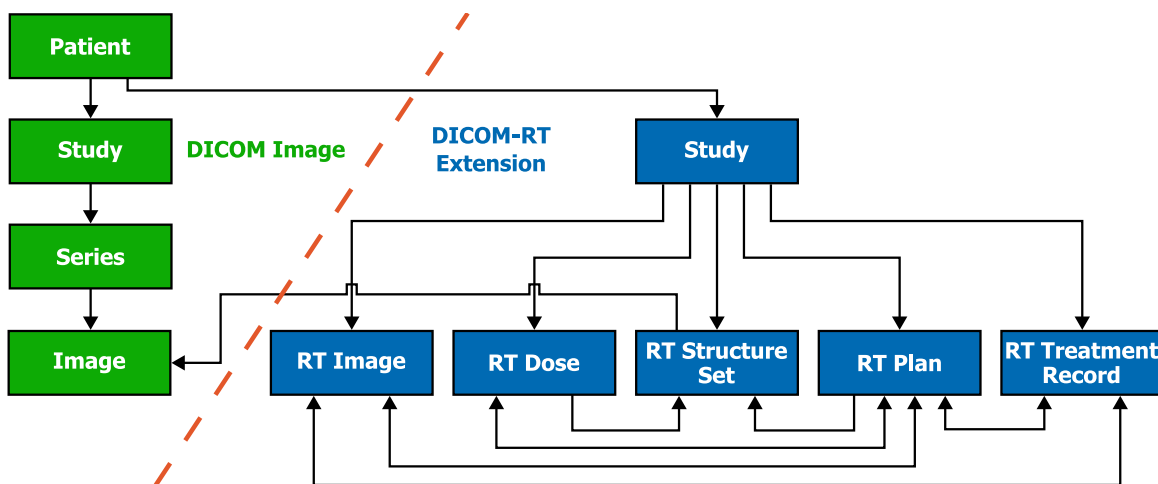 Patient
Study
DICOM Image
DICOM-RT
Extension
Study
Series
Image
RT Image
RT Dose
RT Structure
Set
RT Plan
RT Treatment
Record